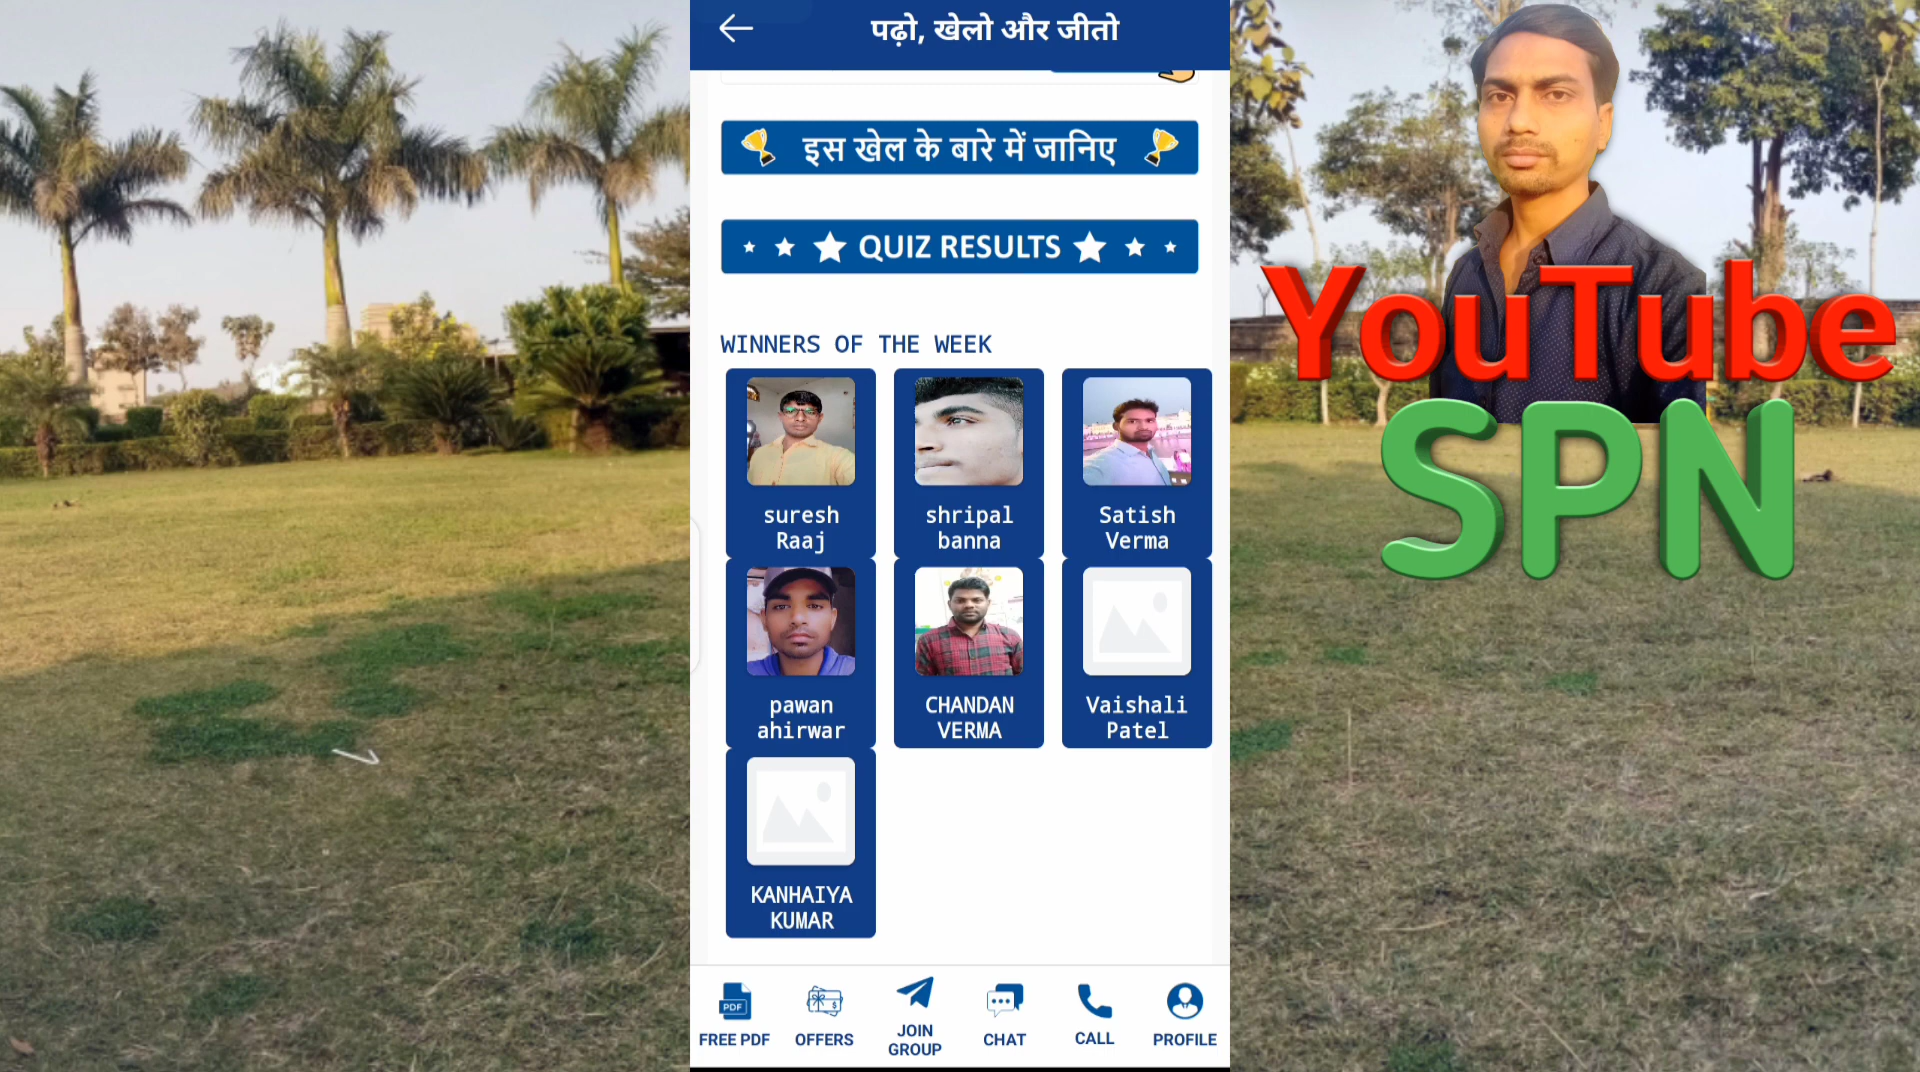 पढ़ो, खेलो और जीतो
इस खेल के बारे में जानिए
QUIZ RESULTS
WINNERS OF THE WEEK
suresh
Raaj
shripal
banna
Satish
Verma
pawan
ahirwar
CHANDAN
VERMA
Vaishali
Patel
KANHAIYA
KUMAR
PDF
FREE PDF
OFFERS
JOIN
GROUP
CHAT
CALL
PROFILE
YouTube
SPN